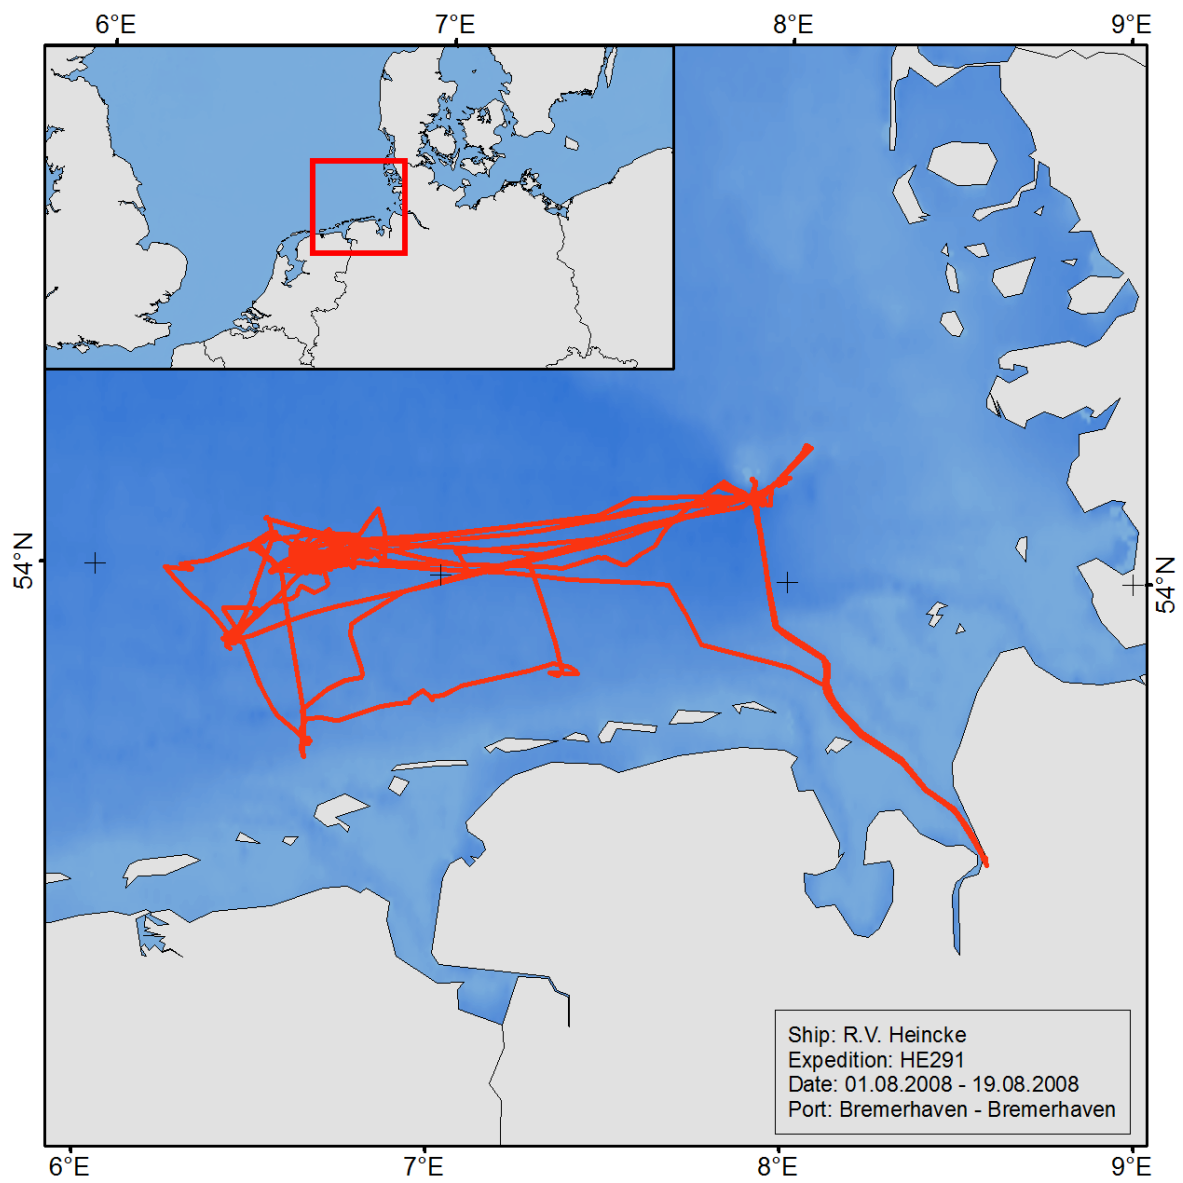 6°E
7°E
8°E
9°E
54°N
54°N
Ship: R.V. Heincke
Expedition: HE291
Date: 01.08.2008 - 19.08.2008
Port: Bremerhaven - Bremerhaven
6°E
7°E
8°E
9°E